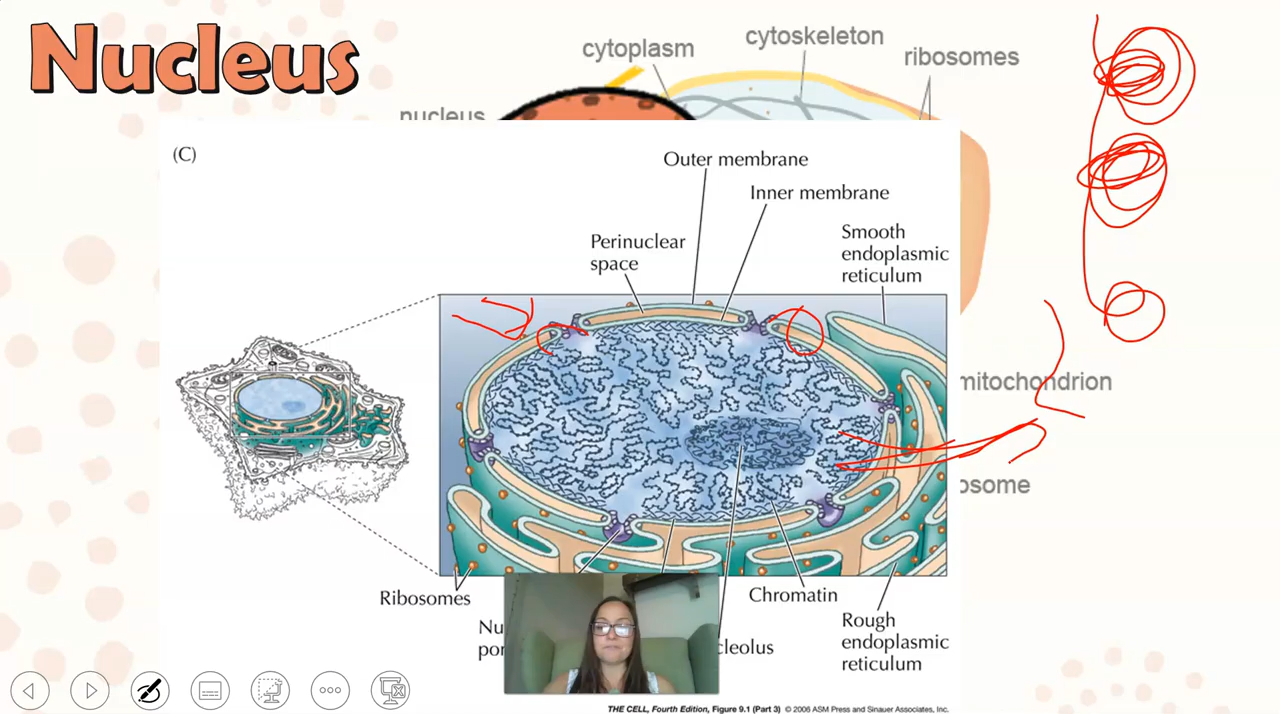 Nucleus
cytoplasm
cytoskeleton
ribosomes
nucleus
(C)
Outer membrane
Inner membrane
Perinuclear
space
Smooth
endoplasmic
reticulum
mitochondrion
osome
Ribosomes
Nu
por
cleolus
Chromatin
Rough
endoplasmic
reticulum
THE CELL, Fourth Edition, Figure 9.1 (Part 3) © 2006 ASM Press and Sinauer Associates, Inc.